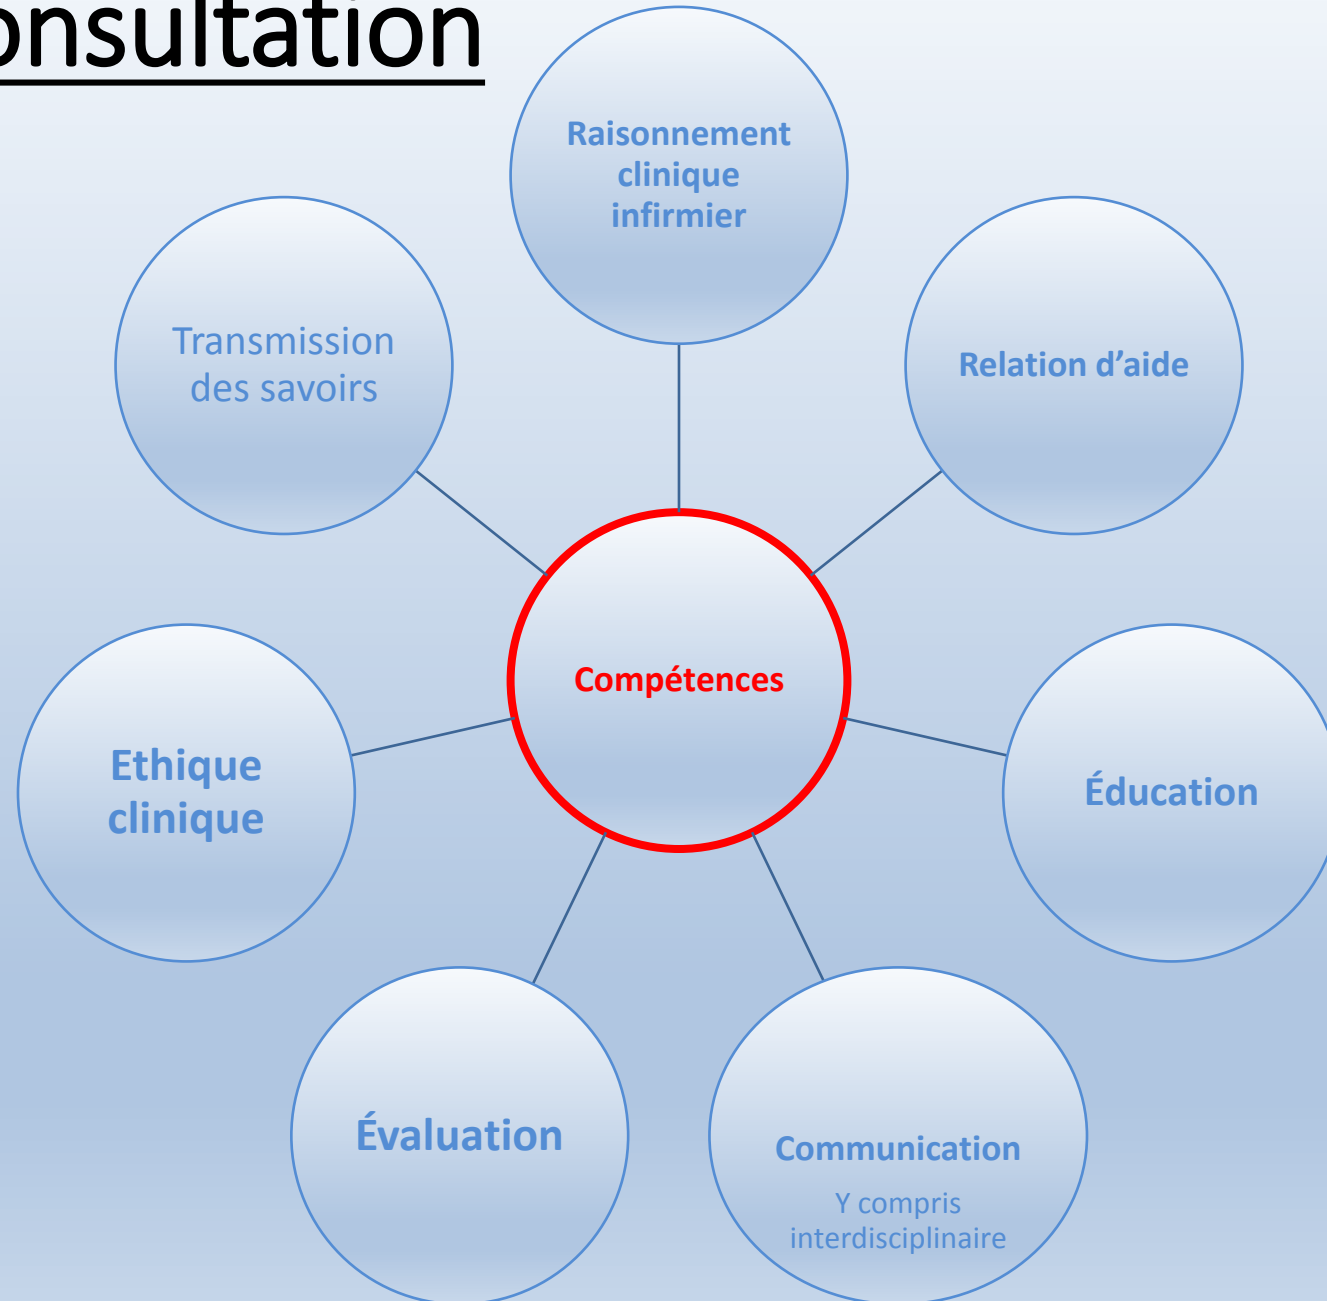 onsultation
Raisonnement
clinique
infirmier
Transmission
des savoirs
Relation d’aide
Compétences
Ethique
clinique
Éducation
Évaluation
Communication
Y compris
interdisciplinaire